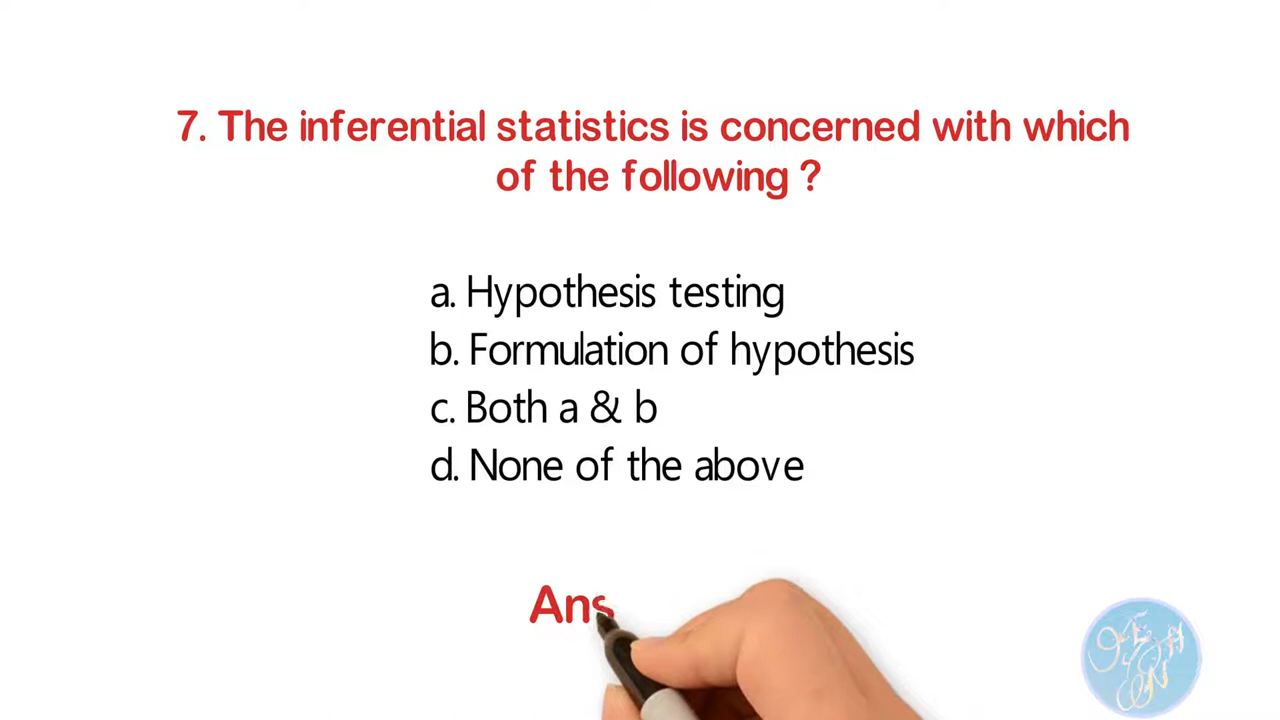 7. The inferential statistics is concerned with which
of the following ?
a. Hypothesis testing
b. Formulation of hypothesis
c. Both a & b
d. None of the above
Ans